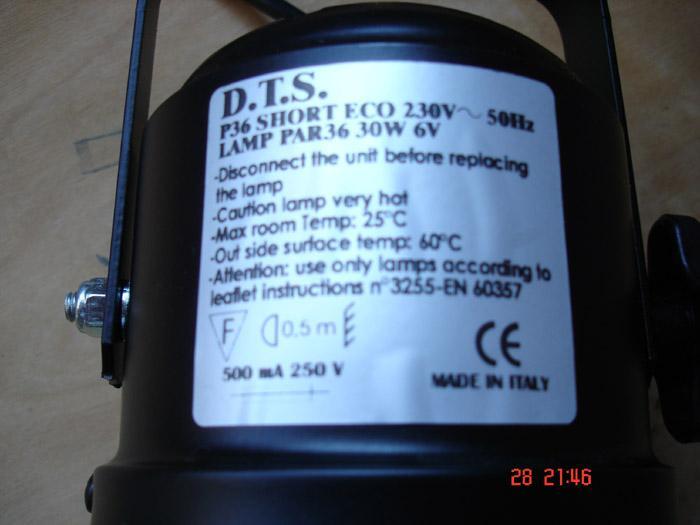 D.T.S.
P36 SHORT ECO 230V~ 50Hz
LAMP PAR36 30W 6V
-Disconnect the unit before replacing
the lamp
-Caution lamp very hot
-Max room Temp: 25°C
-Out side surface temp: 60°C
-Attention: use only lamps according to
leaflet instructions n°3255-EN 60357
F 0,5 m CE
500 mA 250 V
MADE IN ITALY
28 21:46